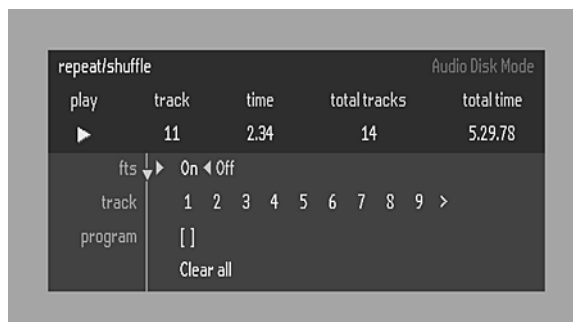 repeat/shuffle Audio Disk Mode
play track time total tracks total time
11 2.34 14 5.29.78
fts On Off
track 1 2 3 4 5 6 7 8 9 >
program [ ]
Clear all